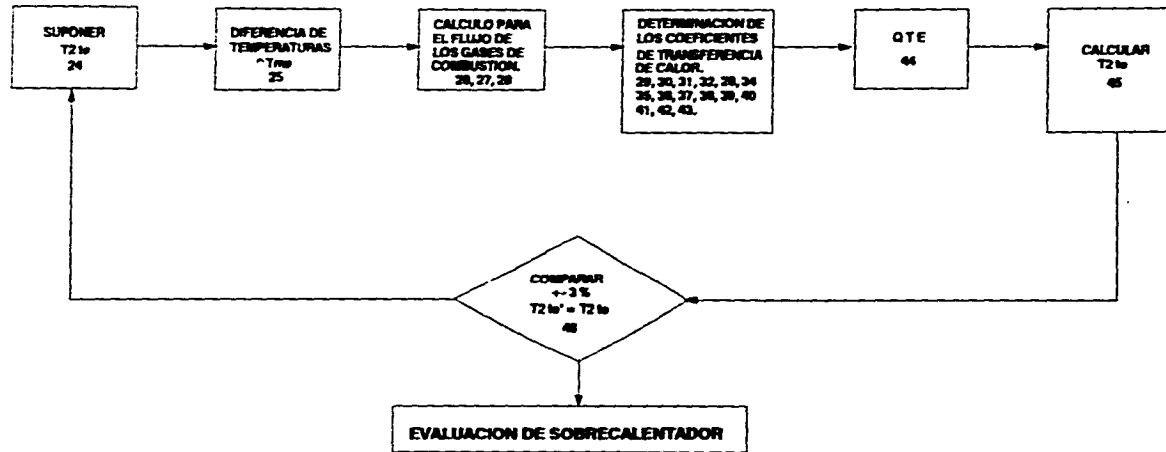 SUPONER
T2 te
24
DIFERENCIA DE
TEMPERATURAS
^Tme
25
CALCULO PARA
EL FLUJO DE
LOS GASES DE
COMBUSTION.
26, 27, 28
DETERMINACION DE
LOS COEFICIENTES
DE TRANSFERENCIA
DE CALOR.
29, 30, 31, 32, 34
35, 36, 37, 38, 39, 40
41, 42, 43.
Q T E
44
CALCULAR
T2 te
45
COMPARAR
+-3 %
T2 te' = T2 te
46
EVALUACION DE SOBRECALENTADOR